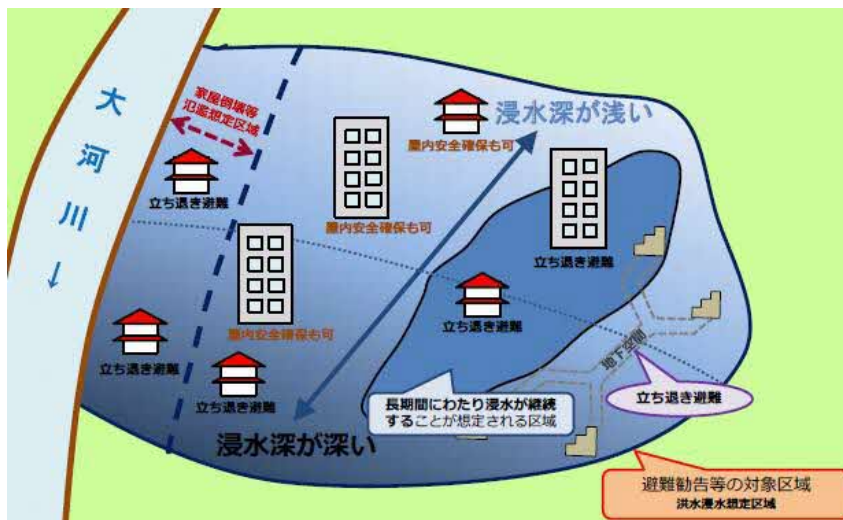 大河川
↓
家屋倒壊等
氾濫想定区域
浸水深が浅い
屋内安全確保も可
立ち退き避難
屋内安全確保も可
立ち退き避難
屋内安全確保も可
立ち退き避難
立ち退き避難
立ち退き避難
地下空間
立ち退き避難
長期間にわたり浸水が継続
することが想定される区域
浸水深が深い
避難勧告等の対象区域
洪水浸水想定区域